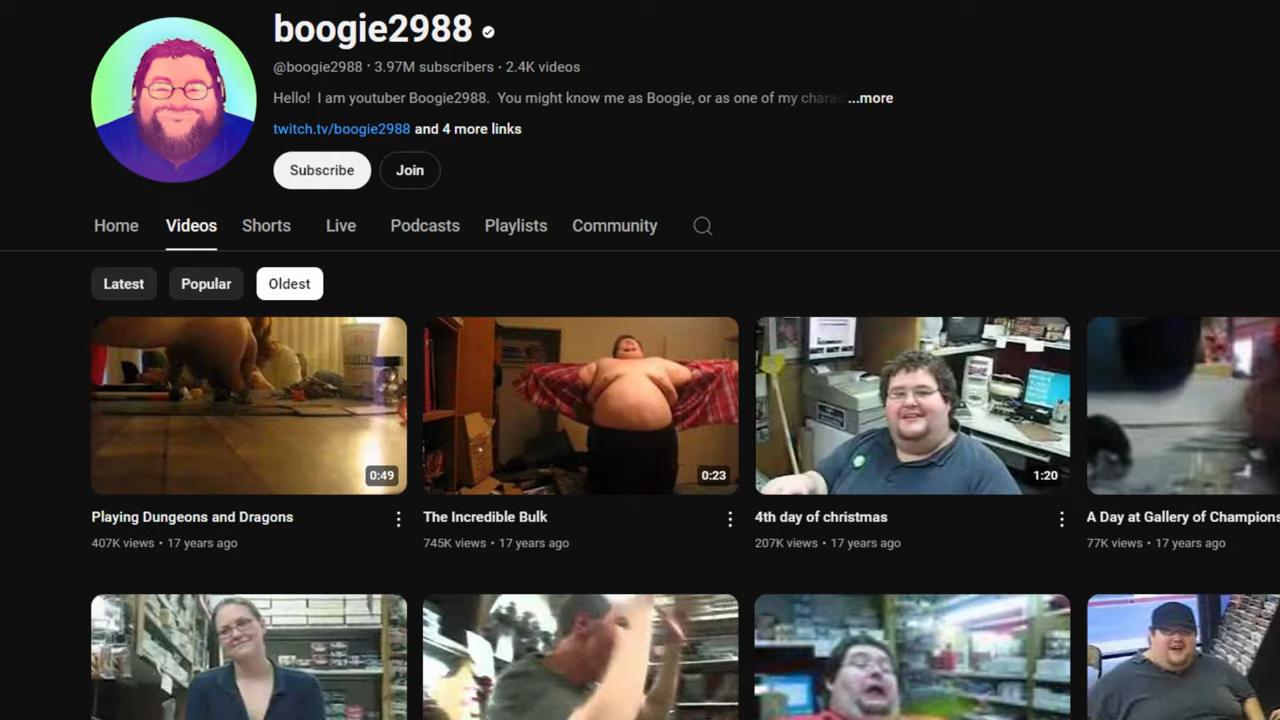 boogie2988
@boogie2988 · 3.97M subscribers · 2.4K videos
Hello! I am youtuber Boogie2988. You might know me as Boogie, or as one of my ...more
twitch.tv/boogie2988 and 4 more links
Subscribe Join
Home Videos Shorts Live Podcasts Playlists Community
Latest Popular Oldest
0:49 0:23 1:20
Playing Dungeons and Dragons The Incredible Bulk 4th day of christmas A Day at Gallery of Champions
407K views • 17 years ago 745K views • 17 years ago 207K views • 17 years ago 77K views • 17 years ago